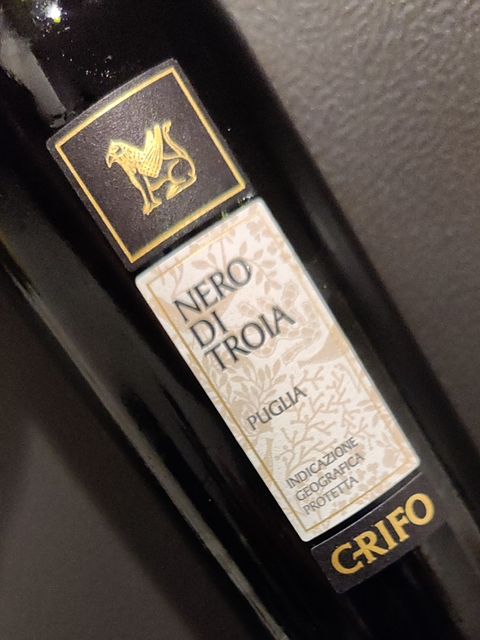 NERO
DI
TROIA
PUGLIA
INDICAZIONE
GEOGRAFICA
PROTETTA
GRIFO